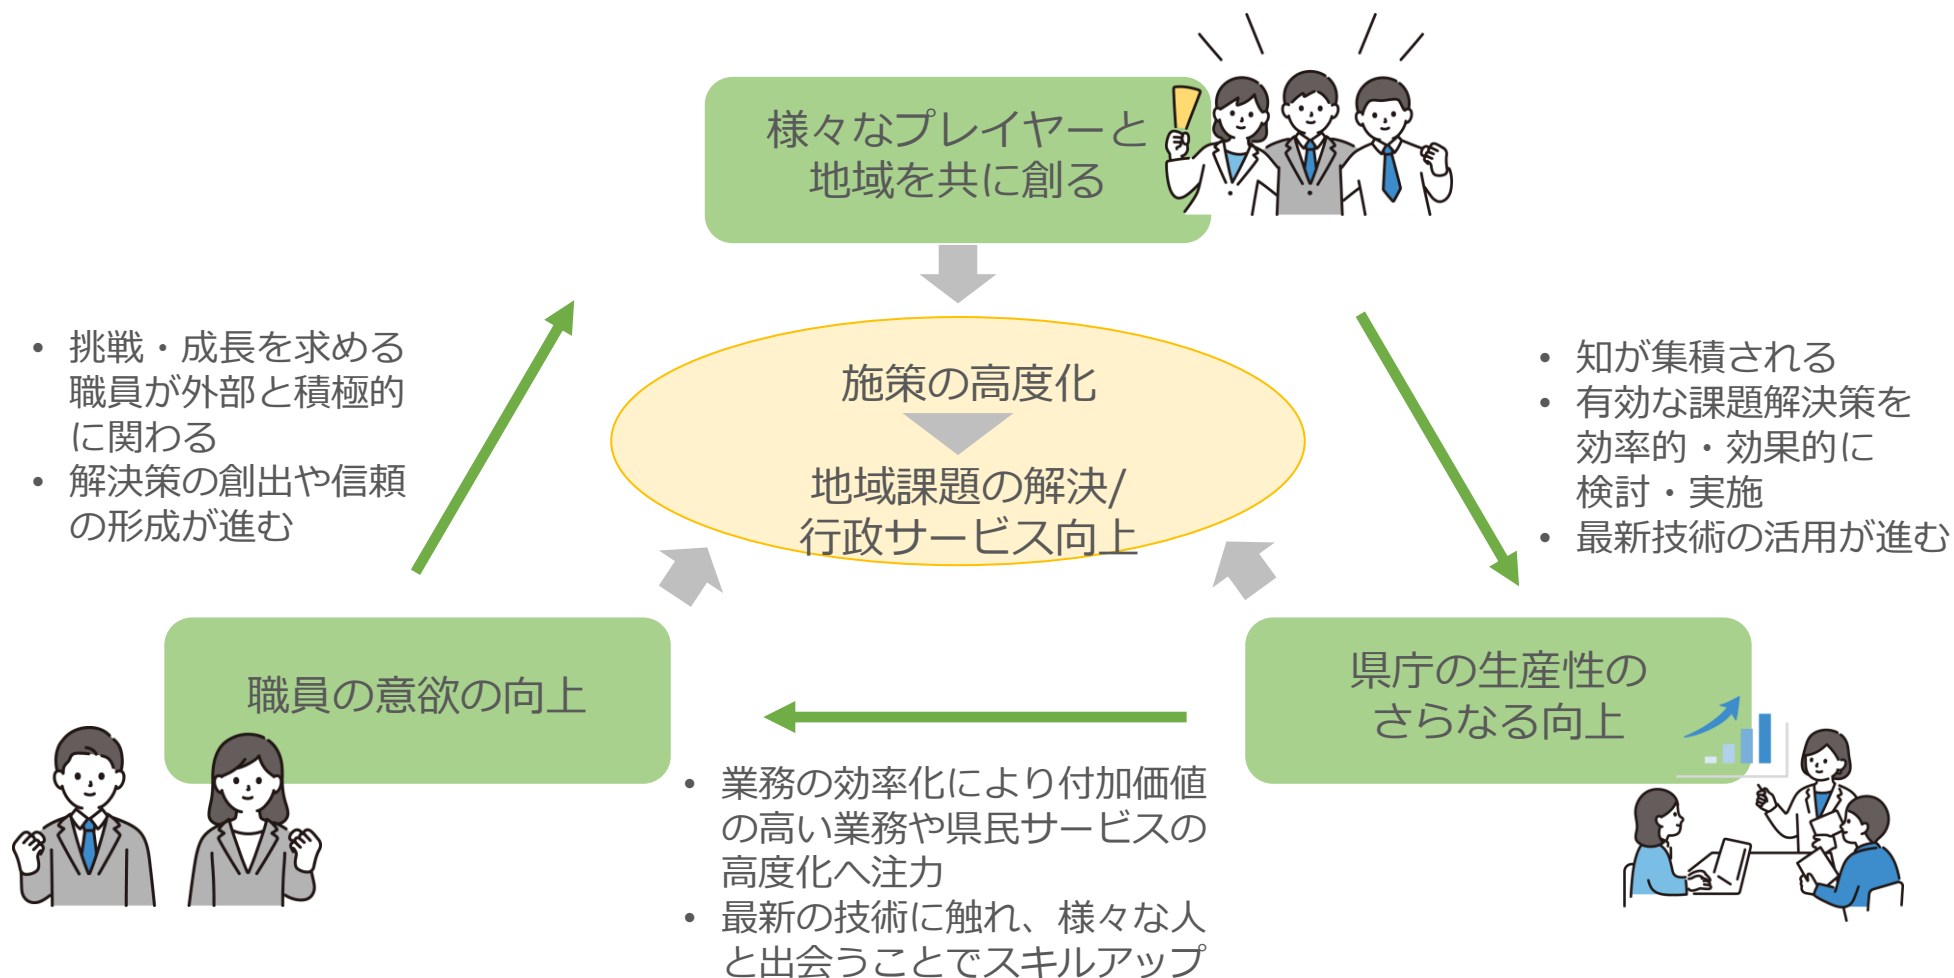 様々なプレイヤーと
地域を共に創る
• 挑戦・成長を求める
職員が外部と積極的
に関わる
• 解決策の創出や信頼
の形成が進む
施策の高度化
地域課題の解決/
行政サービス向上
• 知が集積される
• 有効な課題解決策を
効率的・効果的に
検討・実施
• 最新技術の活用が進む
職員の意欲の向上
県庁の生産性の
さらなる向上
• 業務の効率化により付加価値
の高い業務や県民サービスの
高度化へ注力
• 最新の技術に触れ、様々な人
と出会うことでスキルアップ